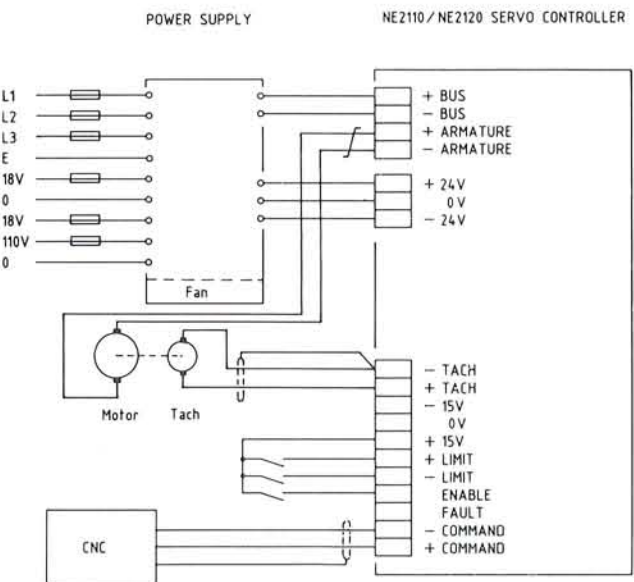 POWER SUPPLY
NE2110/NE2120 SERVO CONTROLLER
L1
L2
L3
E
18V
0
18V
110V
0
Fan
+ BUS
− BUS
+ ARMATURE
− ARMATURE
+ 24V
0V
− 24V
Motor
Tach
− TACH
+ TACH
− 15V
0V
+ 15V
+ LIMIT
− LIMIT
ENABLE
FAULT
− COMMAND
+ COMMAND
CNC